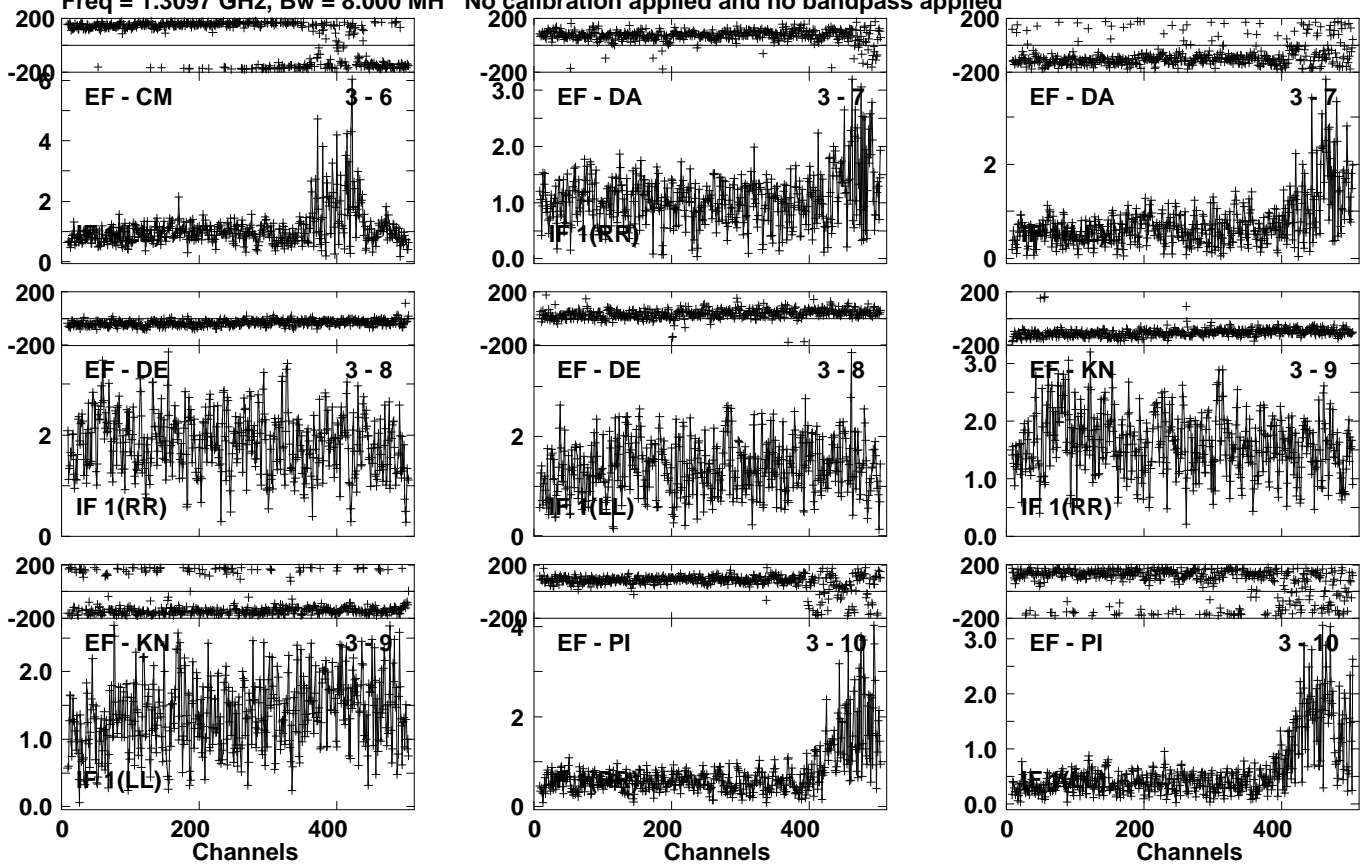 Freq = 1.3097 GHz, Bw = 8.000 MH No calibration applied and no bandpass applied
200
-200
EF - CM 3 - 6
6
4
2
0
200
-200
EF - DA 3 - 7
3.0
2.0
1.0
0.0
IF 1(RR)
200
-200
EF - DA 3 - 7
2
0
200
-200
EF - DE 3 - 8
2
0
IF 1(RR)
200
-200
EF - DE 3 - 8
2
0
IF 1(LL)
200
-200
EF - KN 3 - 9
3.0
2.0
1.0
0.0
IF 1(RR)
200
-200
EF - KN 3 - 9
2.0
1.0
0.0
IF 1(LL)
0 200 400
Channels
200
-200
EF - PI 3 - 10
4
2
0
0 200 400
Channels
200
-200
EF - PI 3 - 10
3.0
2.0
1.0
0.0
0 200 400
Channels